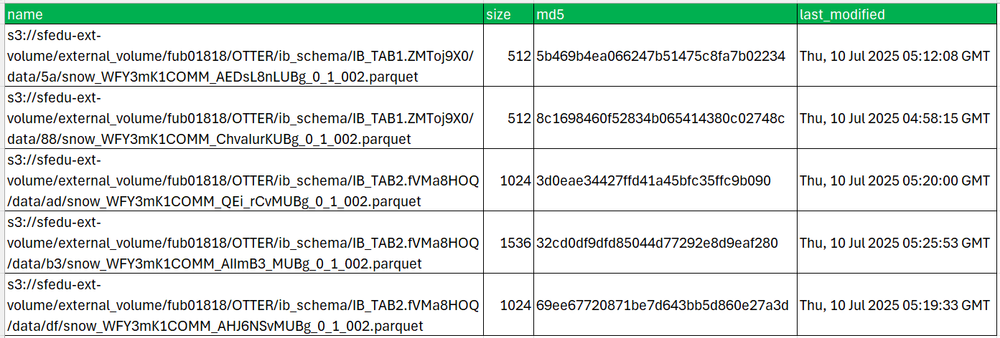 name size md5 last_modified
s3://sfedu-ext-
volume/external_volume/fub01818/OTTER/ib_schema/IB_TAB1.ZMToj9X0/
data/5a/snow_WFY3mK1COMM_AEDsL8nLUBg_0_1_002.parquet
512 5b469b4ea066247b51475c8fa7b02234 Thu, 10 Jul 2025 05:12:08 GMT
s3://sfedu-ext-
volume/external_volume/fub01818/OTTER/ib_schema/IB_TAB1.ZMToj9X0/
data/88/snow_WFY3mK1COMM_ChvaIurKUBg_0_1_002.parquet
512 8c1698460f52834b065414380c02748c Thu, 10 Jul 2025 04:58:15 GMT
s3://sfedu-ext-
volume/external_volume/fub01818/OTTER/ib_schema/IB_TAB2.fVMa8HOQ
/data/ad/snow_WFY3mK1COMM_QEi_rCvMUBg_0_1_002.parquet
1024 3d0eae34427ffd41a45bfc35ffc9b090 Thu, 10 Jul 2025 05:20:00 GMT
s3://sfedu-ext-
volume/external_volume/fub01818/OTTER/ib_schema/IB_TAB2.fVMa8HOQ
/data/b3/snow_WFY3mK1COMM_AIImB3_MUBg_0_1_002.parquet
1536 32cd0df9dfd85044d77292e8d9eaf280 Thu, 10 Jul 2025 05:25:53 GMT
s3://sfedu-ext-
volume/external_volume/fub01818/OTTER/ib_schema/IB_TAB2.fVMa8HOQ
/data/df/snow_WFY3mK1COMM_AHJ6NSvMUBg_0_1_002.parquet
1024 69ee67720871be7d643bb5d860e27a3d Thu, 10 Jul 2025 05:19:33 GMT